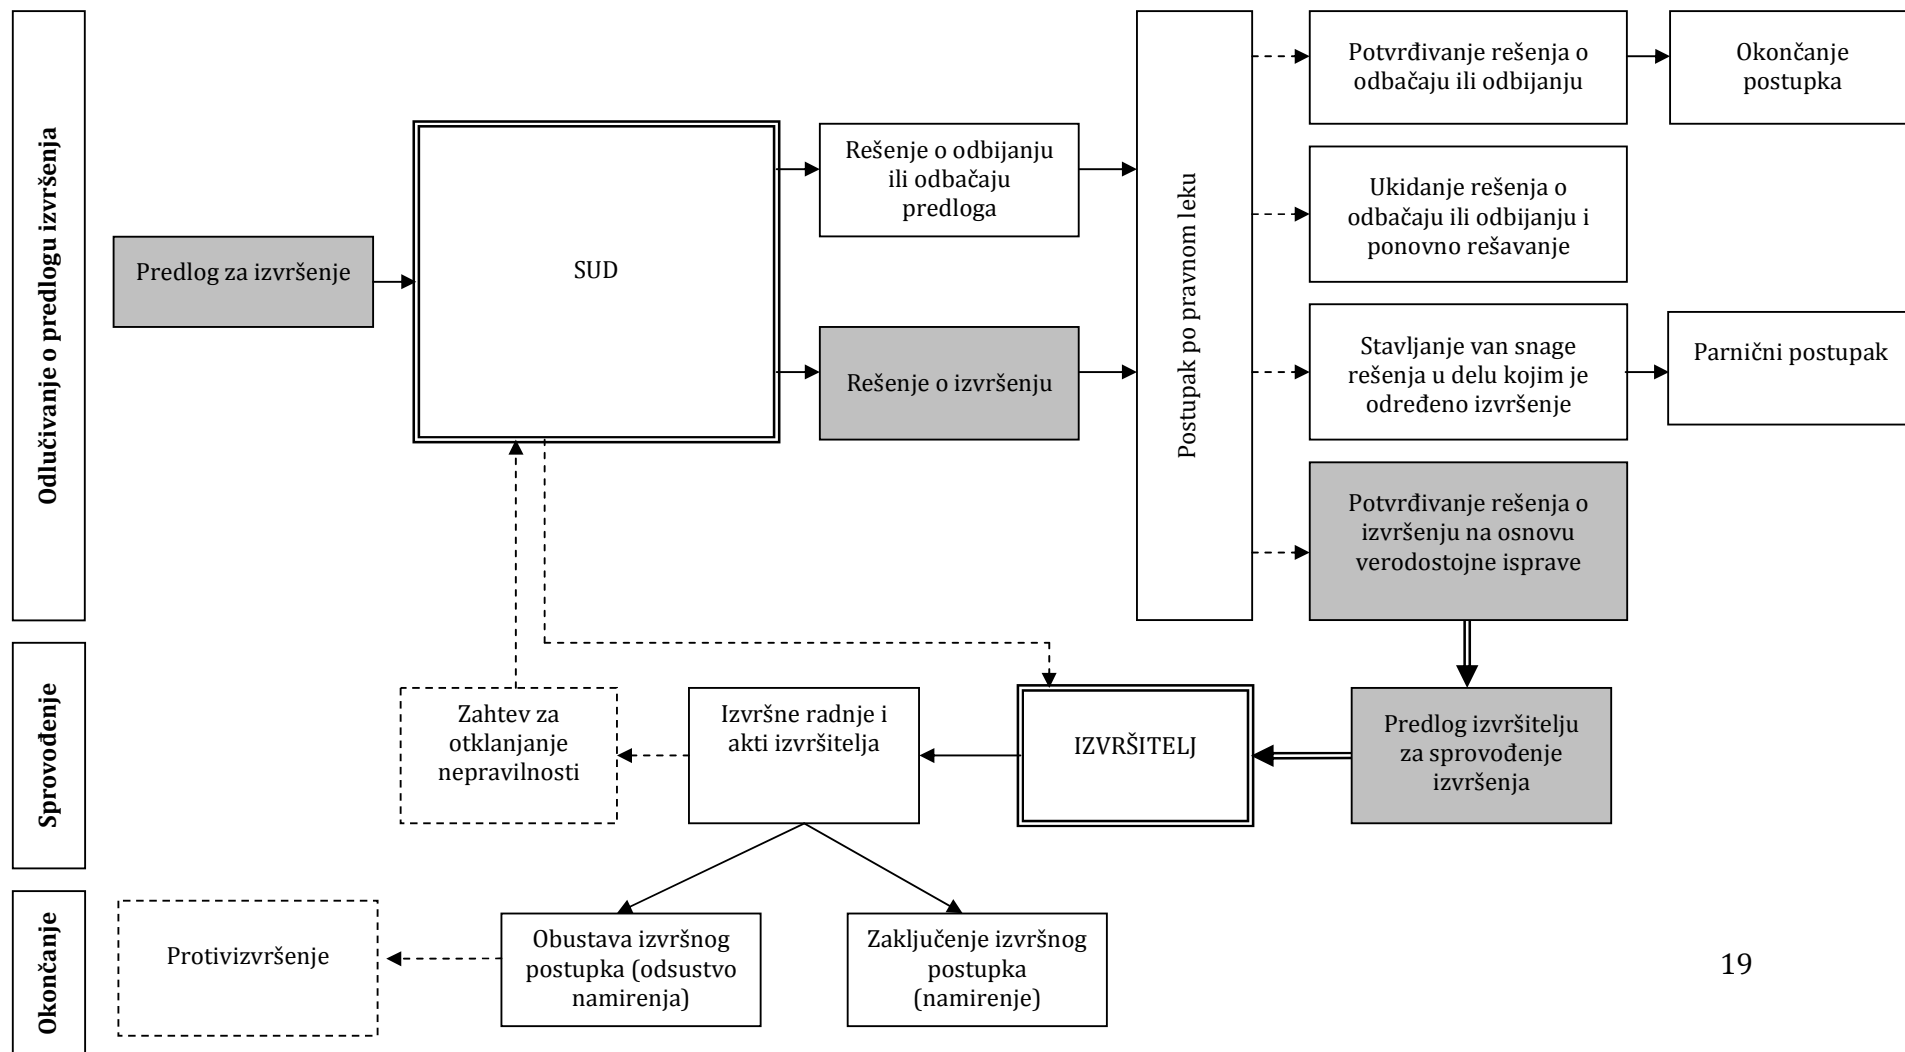 Odlučivanje o predlogu izvršenja
Predlog za izvršenje
SUD
Rešenje o odbijanju
ili odbačaju
predloga
Rešenje o izvršenju
Postupak po pravnom leku
Potvrđivanje rešenja o
odbačaju ili odbijanju
Okončanje
postupka
Ukidanje rešenja o
odbačaju ili odbijanju i
ponovno rešavanje
Stavljanje van snage
rešenja u delu kojim je
određeno izvršenje
Parnični postupak
Potvrđivanje rešenja o
izvršenju na osnovu
verodostojne isprave
Sprovođenje
Zahtev za
otklanjanje
nepravilnosti
Izvršne radnje i
akti izvršitelja
IZVRŠITELJ
Predlog izvršitelju
za sprovođenje
izvršenja
Okončanje
Protivizvršenje
Obustava izvršnog
postupka (odsustvo
namirenja)
Zaključenje izvršnog
postupka
(namirenje)
19